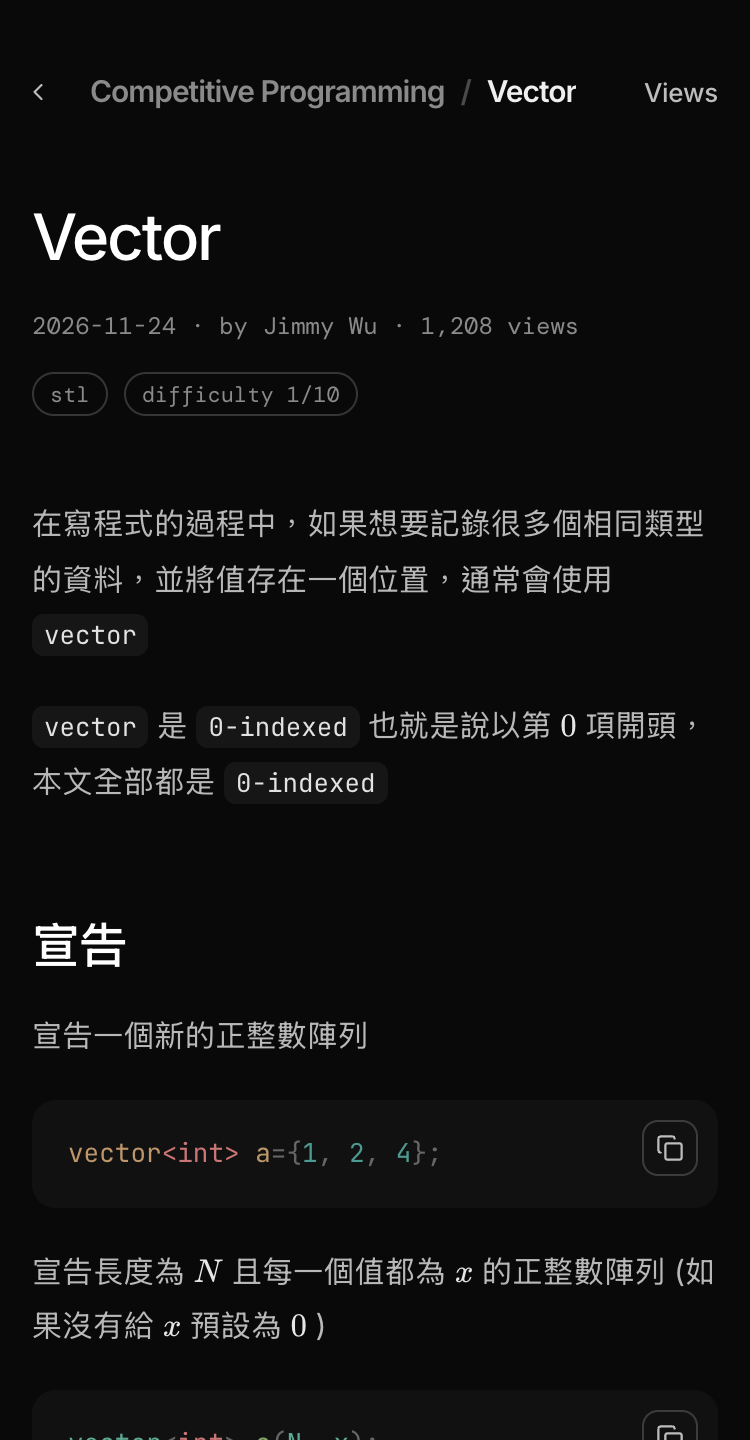 Competitive Programming / Vector Views
Vector
2026-11-24 · by Jimmy Wu · 1,208 views
stl difficulty 1/10
在寫程式的過程中，如果想要記錄很多個相同類型
的資料，並將值存在一個位置，通常會使用
vector
vector 是 0-indexed 也就是說以第 0 項開頭，
本文全部都是 0-indexed
宣告
宣告一個新的正整數陣列
vector<int> a={1, 2, 4};
宣告長度為 N 且每一個值都為 x 的正整數陣列 (如
果沒有給 x 預設為 0 )
vector<int> a(N, x);